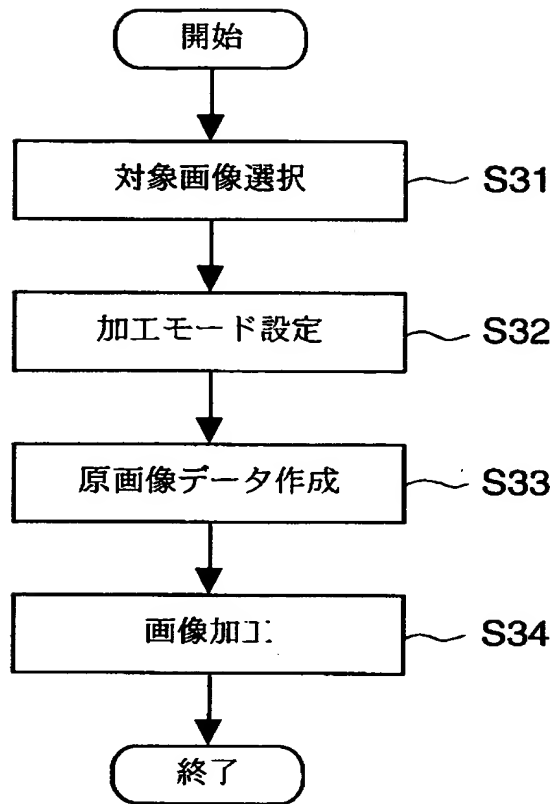 開始
対象画像選択 S31
加工モード設定 S32
原画像データ作成 S33
画像加工 S34
終了